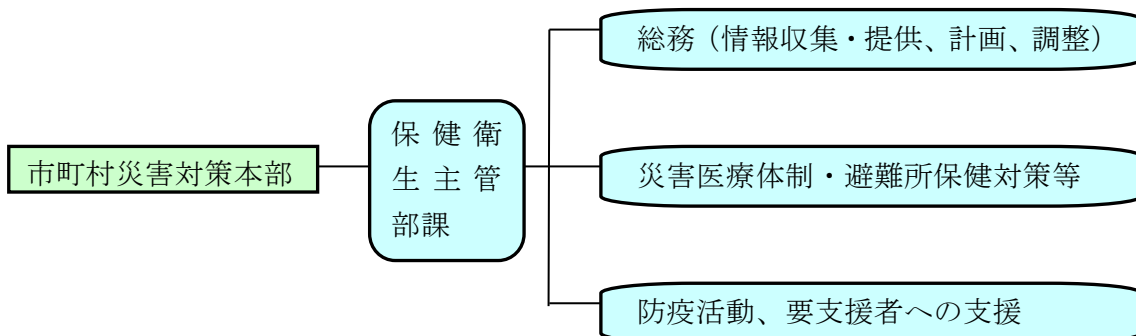 総務（情報収集・提供、計画、調整）
保健衛
生主管
部課
市町村災害対策本部
災害医療体制・避難所保健対策等
防疫活動、要支援者への支援